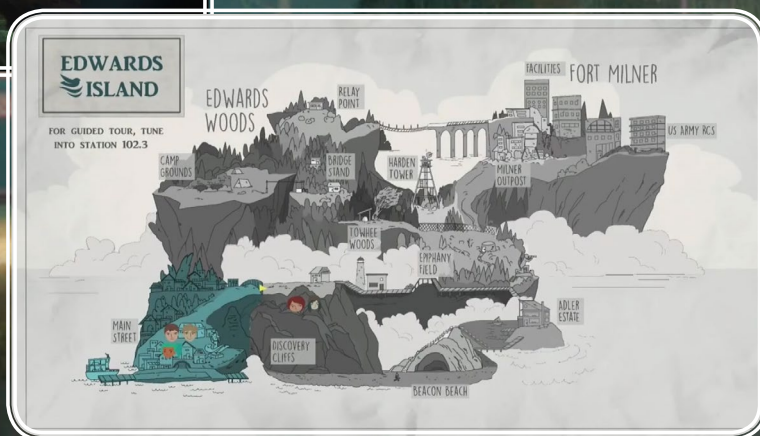 EDWARDS
ISLAND
FOR GUIDED TOUR, TUNE
INTO STATION 102.3
EDWARDS
WOODS
RELAY
POINT
FACILITIES
FORT MILNER
US ARMY RCS
CAMP
GROUNDS
BRIDGE
STAND
HARDEN
TOWER
MILNER
OUTPOST
TOWHEE
WOODS
EPIPHANY
FIELD
MAIN
STREET
DISCOVERY
CLIFFS
ADLER
ESTATE
BEACON BEACH